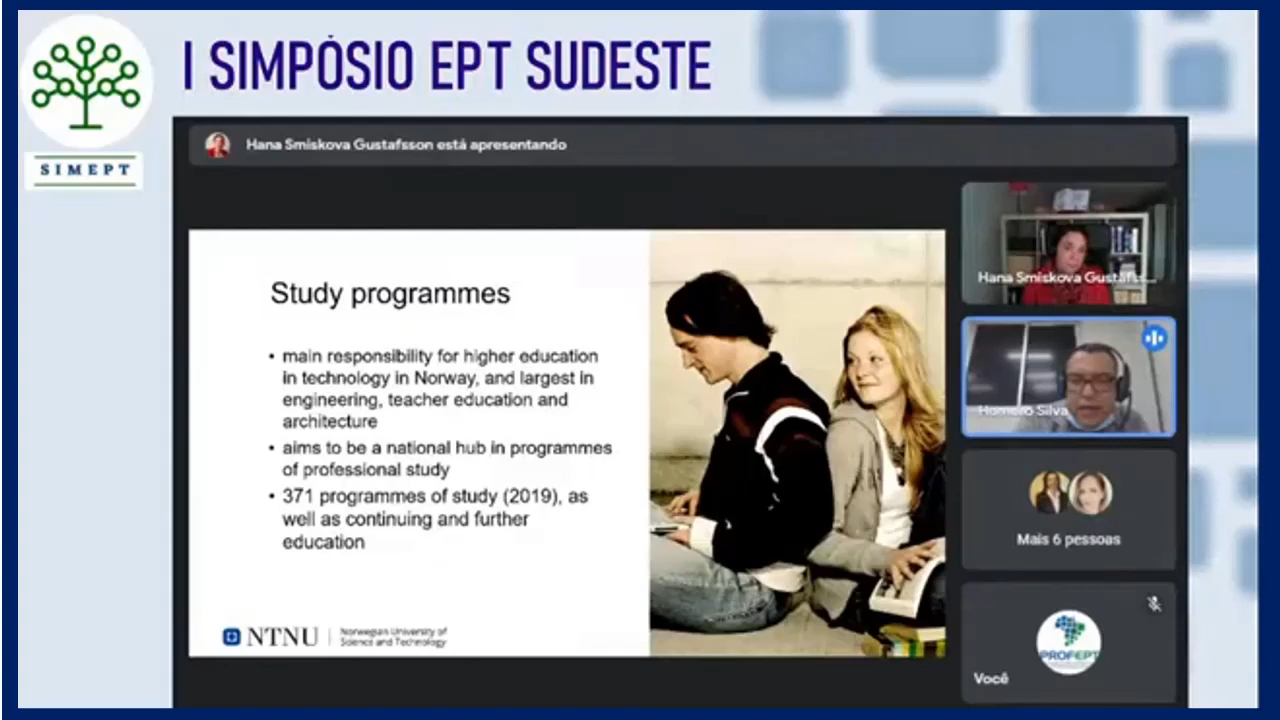 I SIMPÓSIO EPT SUDESTE
SIMEPT
Hana Smiskova Gustafsson está apresentando
Study programmes
• main responsibility for higher education
in technology in Norway, and largest in
engineering, teacher education and
architecture
• aims to be a national hub in programmes
of professional study
• 371 programmes of study (2019), as
well as continuing and further
education
NTNU
Norwegian University of
Science and Technology
Hana Smiskova Gustafss...
Homero Silva
Mais 6 pessoas
PROFEPT
Você